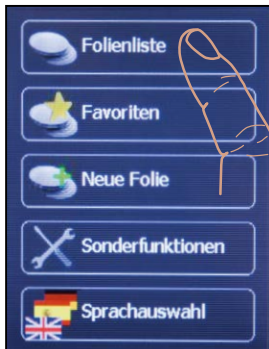 Folienliste
Favoriten
Neue Folie
Sonderfunktionen
Sprachauswahl